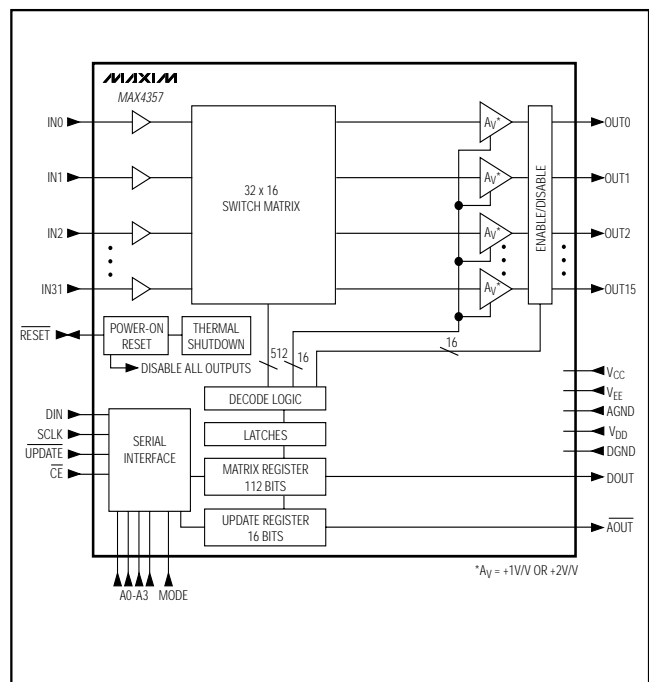 MAXIM
MAX4357
IN0
IN1
IN2
IN31
32 x 16
SWITCH MATRIX
AV*
AV*
AV*
AV*
ENABLE/DISABLE
OUT0
OUT1
OUT2
OUT15
RESET
POWER-ON
RESET
THERMAL
SHUTDOWN
DISABLE ALL OUTPUTS
512
16
16
DECODE LOGIC
LATCHES
MATRIX REGISTER
112 BITS
UPDATE REGISTER
16 BITS
DIN
SCLK
UPDATE
CE
SERIAL
INTERFACE
A0-A3
MODE
VCC
VEE
AGND
VDD
DGND
DOUT
AOUT
*AV = +1V/V OR +2V/V